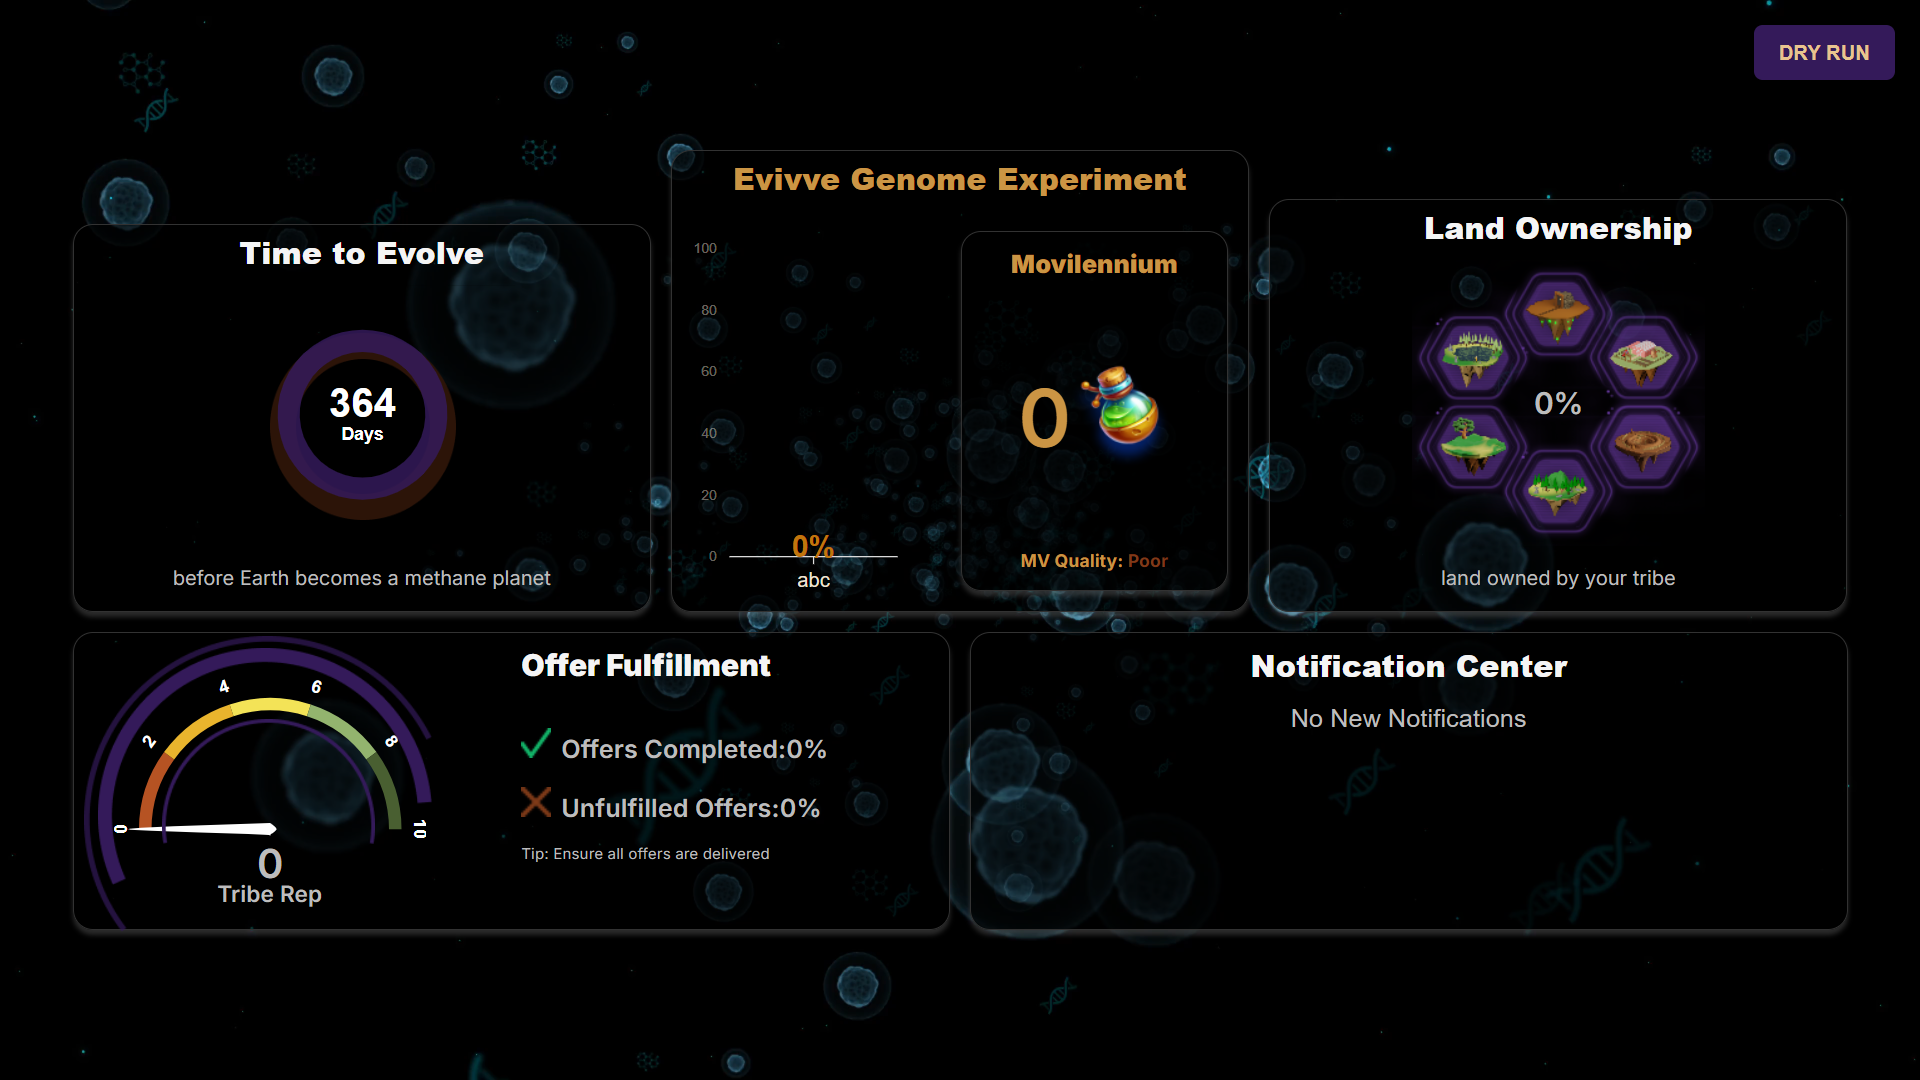 DRY RUN
Time to Evolve
364
Days
before Earth becomes a methane planet
Evivve Genome Experiment
100
80
60
40
20
0
0%
abc
Movilennium
0
MV Quality: Poor
Land Ownership
0%
land owned by your tribe
0
2
4
6
8
10
0
Tribe Rep
Offer Fulfillment
Offers Completed:0%
Unfulfilled Offers:0%
Tip: Ensure all offers are delivered
Notification Center
No New Notifications